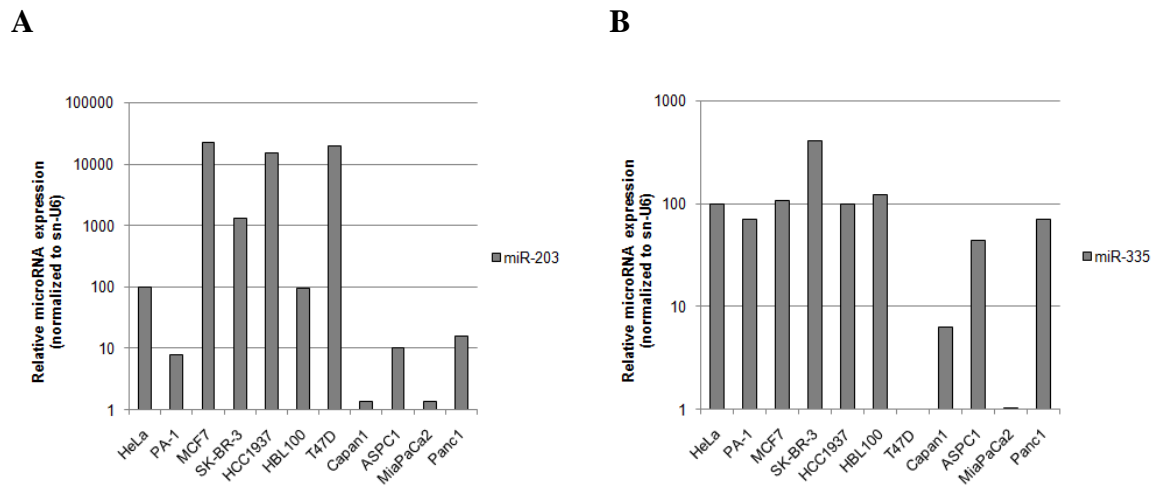 A
B
Relative microRNA expression
(normalized to sn-U6)
100000
10000
1000
100
10
1
HeLa
PA-1
MCF7
SK-BR-3
HCC1937
HBL100
T47D
Capan1
ASPC1
MiaPaCa2
Panc1
miR-203
Relative microRNA expression
(normalized to sn-U6)
1000
100
10
1
HeLa
PA-1
MCF7
SK-BR-3
HCC1937
HBL100
T47D
Capan1
ASPC1
MiaPaCa2
Panc1
miR-335